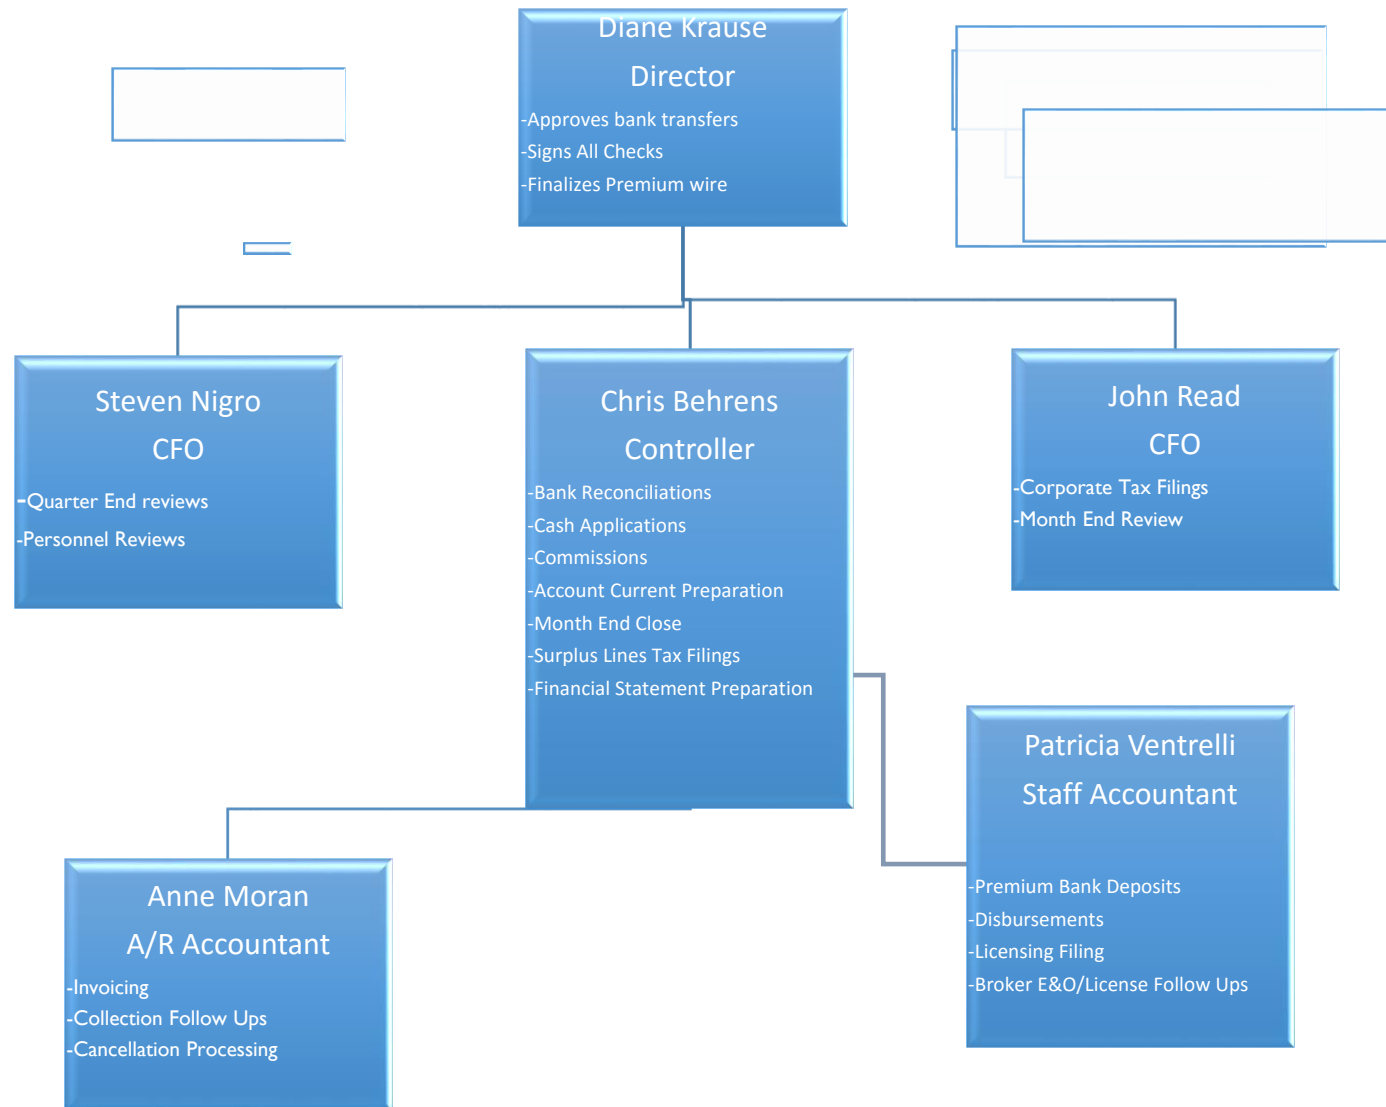 Diane Krause
Director
-Approves bank transfers
-Signs All Checks
-Finalizes Premium wire
Steven Nigro
CFO
-Quarter End reviews
-Personnel Reviews
Chris Behrens
Controller
-Bank Reconciliations
-Cash Applications
-Commissions
-Account Current Preparation
-Month End Close
-Surplus Lines Tax Filings
-Financial Statement Preparation
John Read
CFO
-Corporate Tax Filings
-Month End Review
Patricia Ventrelli
Staff Accountant
-Premium Bank Deposits
-Disbursements
-Licensing Filing
-Broker E&O/License Follow Ups
Anne Moran
A/R Accountant
-Invoicing
-Collection Follow Ups
-Cancellation Processing